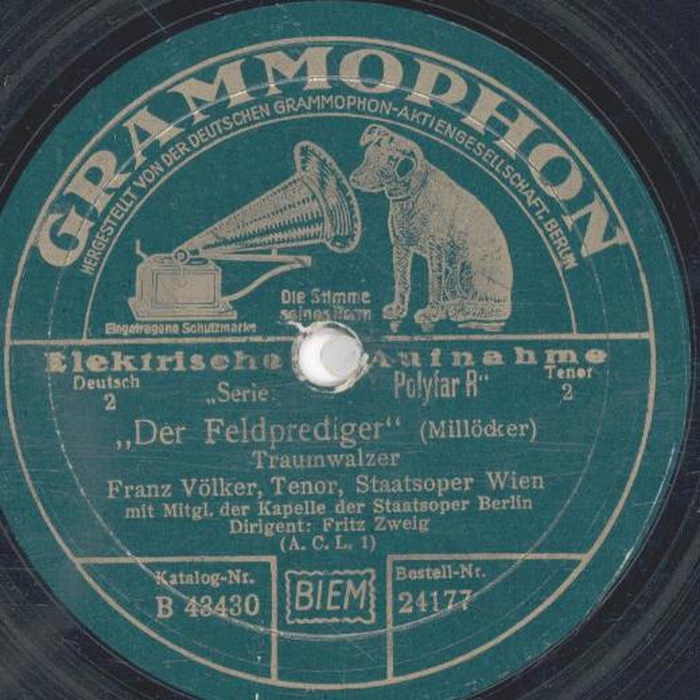 GRAMMOPHON
HERGESTELLT VON DER DEUTSCHEN GRAMMOPHON-AKTIENGESELLSCHAFT, BERLIN
Die Stimme
seines Herrn
Eingetragene Schutzmarke
Elektrische Aufnahme
Deutsch
2
„Serie: Polyfar R“
Tenor
2
„Der Feldprediger“ (Millöcker)
Traumwalzer
Franz Völker, Tenor, Staatsoper Wien
mit Mitgl. der Kapelle der Staatsoper Berlin
Dirigent: Fritz Zweig
(A. C. L. 1)
Katalog-Nr.
B 43430
BIEM
Bestell-Nr.
24177